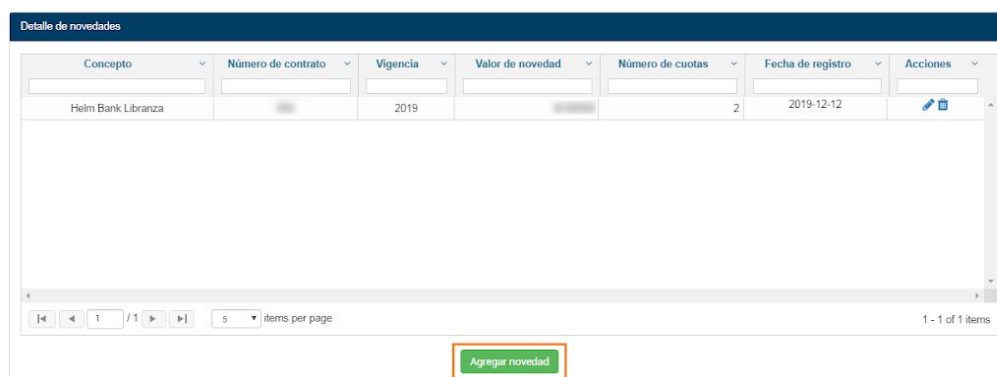 Detalle de novedades
Concepto Número de contrato Vigencia Valor de novedad Número de cuotas Fecha de registro Acciones
Helm Bank Libranza 2019 2 2019-12-12
1 / 1 5 items per page 1 - 1 of 1 items
Agregar novedad